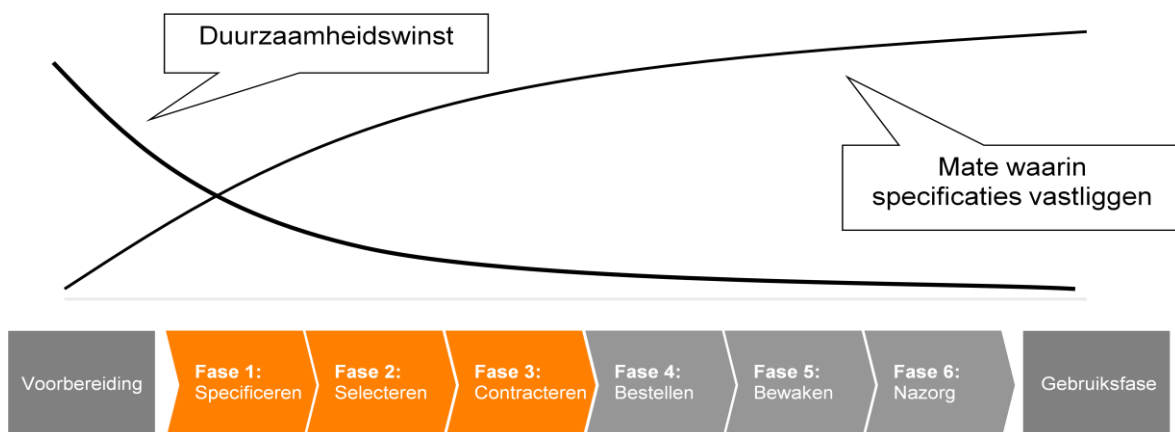 Duurzaamheidswinst
Mate waarin
specificaties vastliggen
Voorbereiding
Fase 1:
Specificeren
Fase 2:
Selecteren
Fase 3:
Contracteren
Fase 4:
Bestellen
Fase 5:
Bewaken
Fase 6:
Nazorg
Gebruiksfase